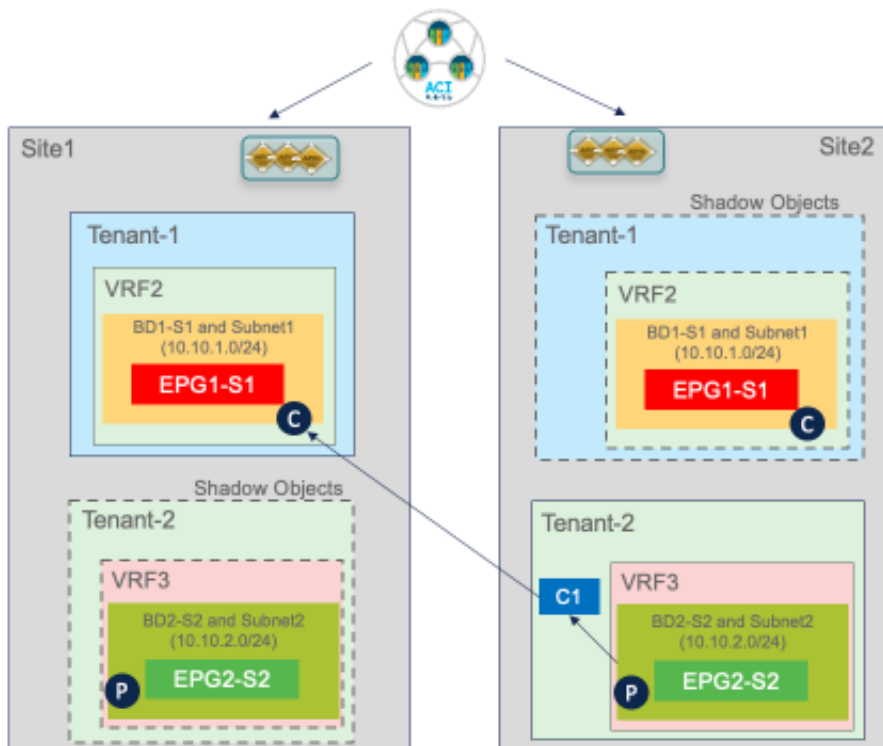 ACI
Site1
Tenant-1
VRF2
BD1-S1 and Subnet1
(10.10.1.0/24)
EPG1-S1
C
Shadow Objects
Tenant-2
VRF3
BD2-S2 and Subnet2
(10.10.2.0/24)
P
EPG2-S2
Site2
Shadow Objects
Tenant-1
VRF2
BD1-S1 and Subnet1
(10.10.1.0/24)
EPG1-S1
C
Tenant-2
C1
VRF3
BD2-S2 and Subnet2
(10.10.2.0/24)
P
EPG2-S2